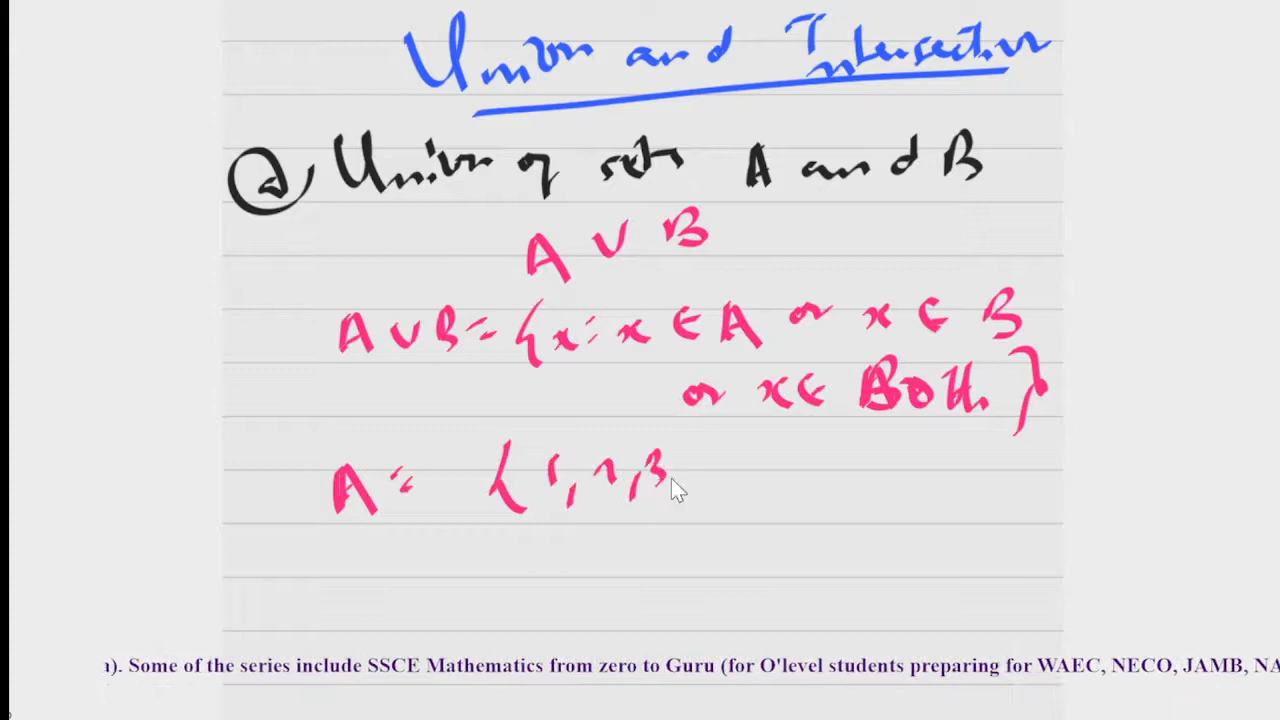 Union and Intersection
(a) Union of sets A and B
A ∪ B
A ∪ B = {x : x ∈ A or x ∈ B
or x ∈ Both }
A = { 1, 2, 3
). Some of the series include SSCE Mathematics from zero to Guru (for O'level students preparing for WAEC, NECO, JAMB, NA